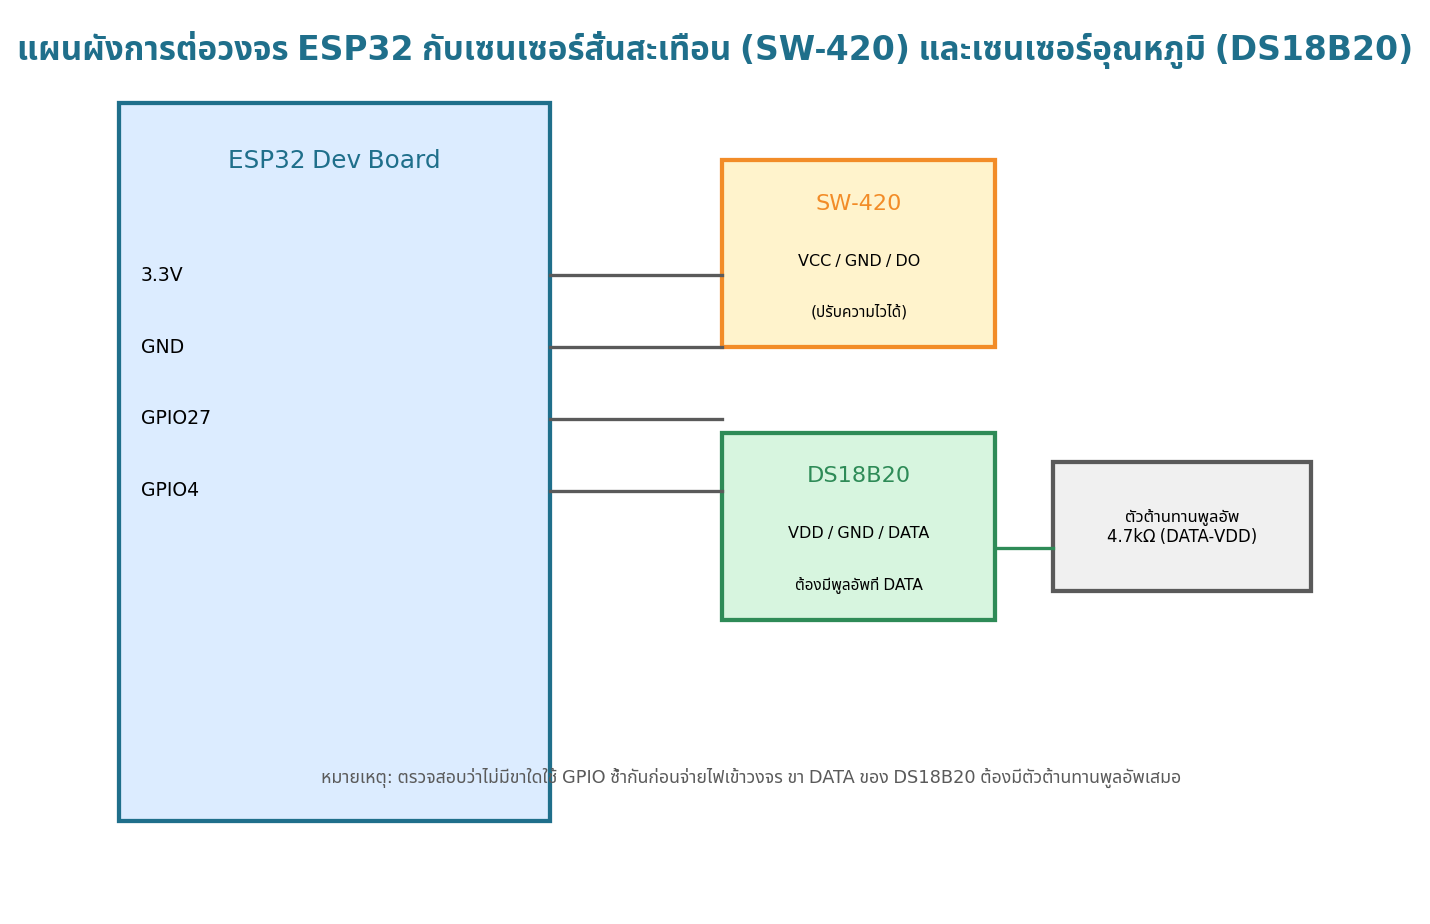 แผนผังการต่อวงจร ESP32 กับเซนเซอร์สั่นสะเทือน (SW-420) และเซนเซอร์อุณหภูมิ (DS18B20)
ESP32 Dev Board
3.3V
GND
GPIO27
GPIO4
SW-420
VCC / GND / DO
(ปรับความไวได้)
DS18B20
VDD / GND / DATA
ต้องมีพูลอัพที่ DATA
ตัวต้านทานพูลอัพ
4.7kΩ (DATA-VDD)
หมายเหตุ: ตรวจสอบว่าไม่มีขาใดใช้ GPIO ซ้ำกันก่อนจ่ายไฟเข้าวงจร ขา DATA ของ DS18B20 ต้องมีตัวต้านทานพูลอัพเสมอ